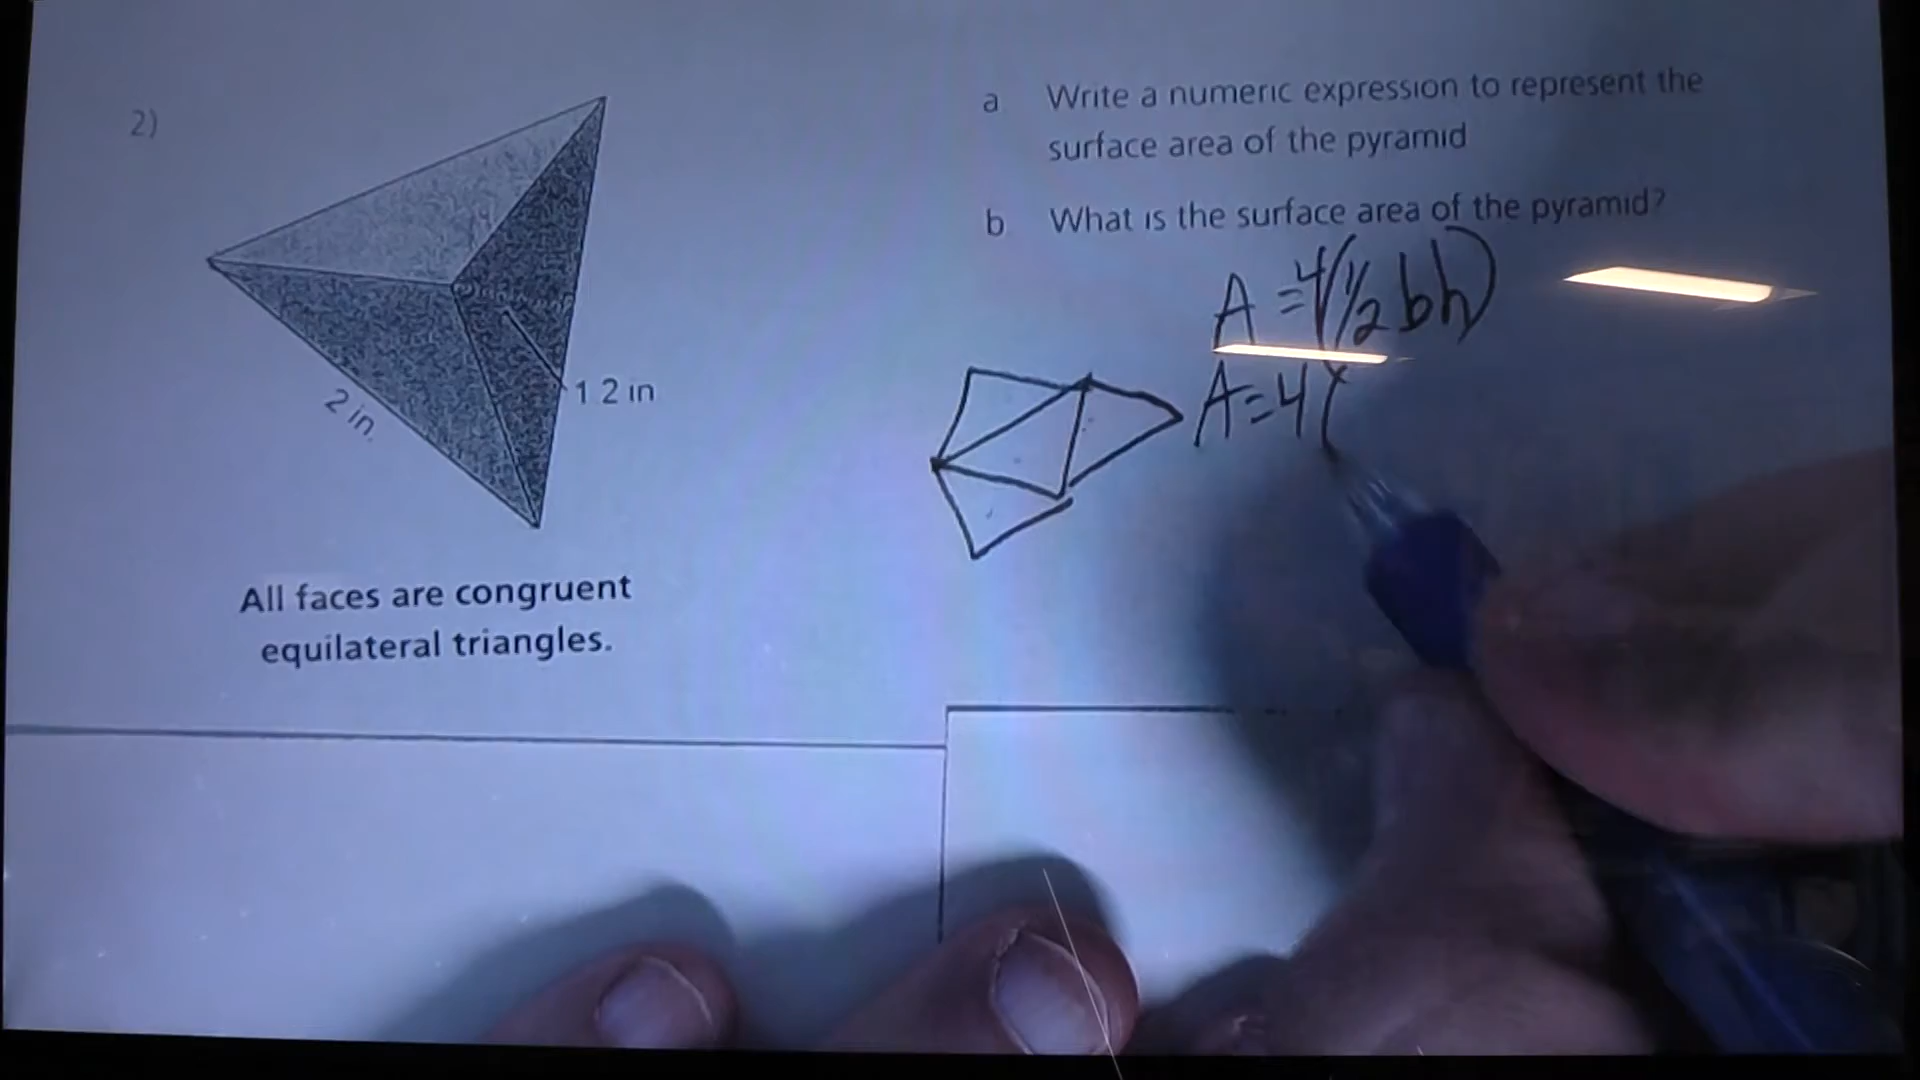 2)
a Write a numeric expression to represent the
surface area of the pyramid
b What is the surface area of the pyramid?
A = 4(½ bh)
A = 4(
1 2 in
2 in.
All faces are congruent
equilateral triangles.